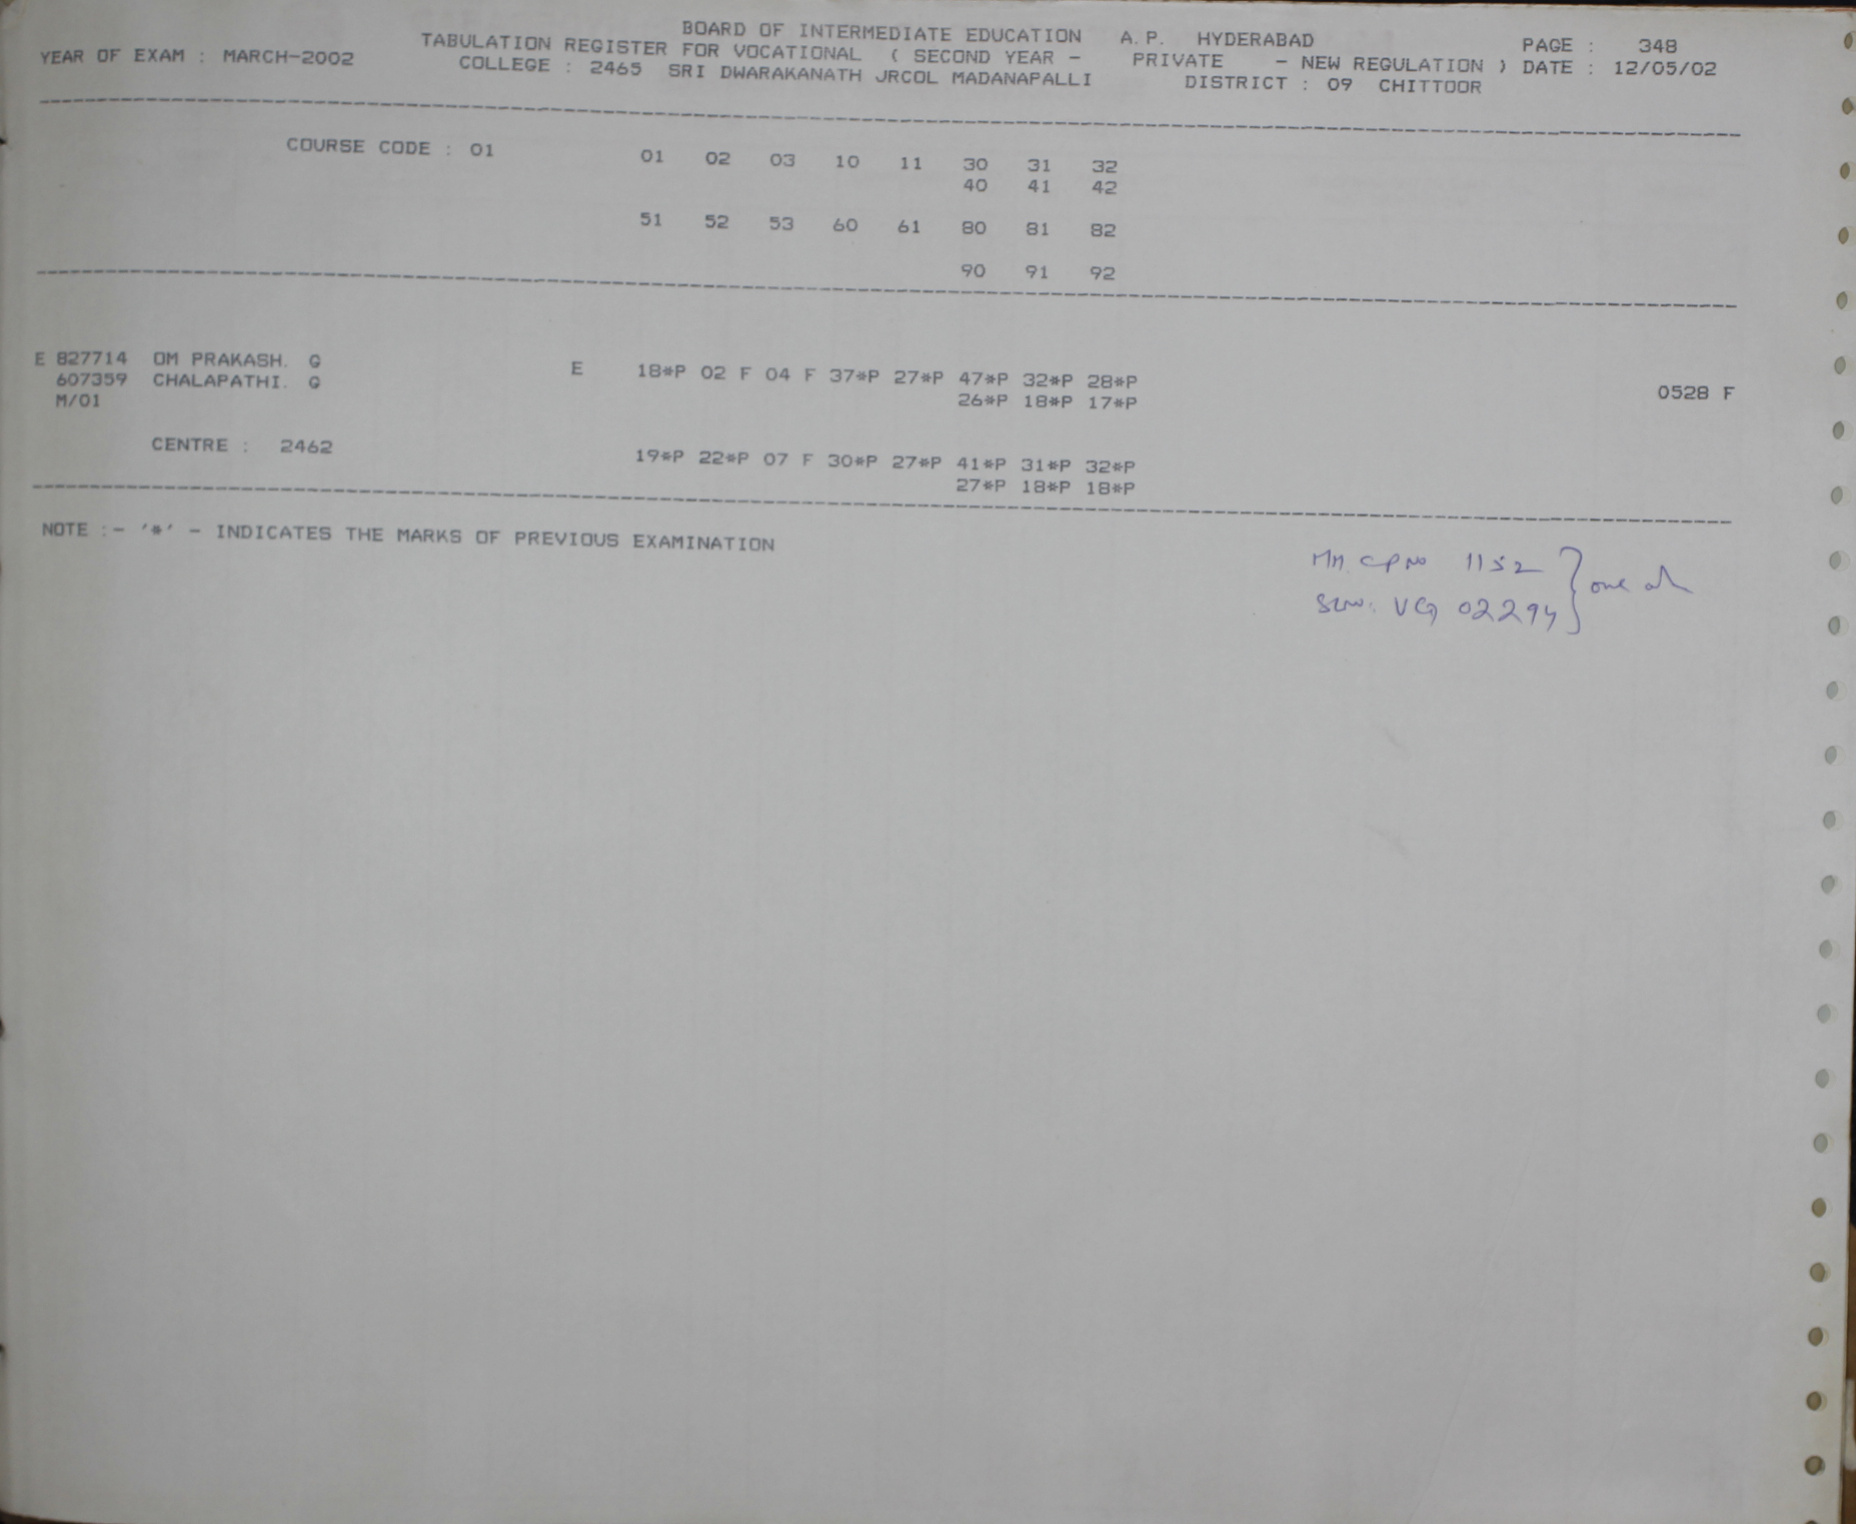 BOARD OF INTERMEDIATE EDUCATION A. P. HYDERABAD
YEAR OF EXAM : MARCH-2002 TABULATION REGISTER FOR VOCATIONAL ( SECOND YEAR - PRIVATE - NEW REGULATION ) PAGE : 348
COLLEGE : 2465 SRI DWARAKANATH JRCOL MADANAPALLI DISTRICT : 09 CHITTOOR DATE : 12/05/02
COURSE CODE : 01 01 02 03 10 11 30 31 32
40 41 42
51 52 53 60 61 80 81 82
90 91 92
E 827714 OM PRAKASH. G E 18*P 02 F 04 F 37*P 27*P 47*P 32*P 28*P
607359 CHALAPATHI. G 26*P 18*P 17*P 0528 F
M/01
CENTRE : 2462 19*P 22*P 07 F 30*P 27*P 41*P 31*P 32*P
27*P 18*P 18*P
NOTE :- '*' - INDICATES THE MARKS OF PREVIOUS EXAMINATION
1152
VG 02294
one